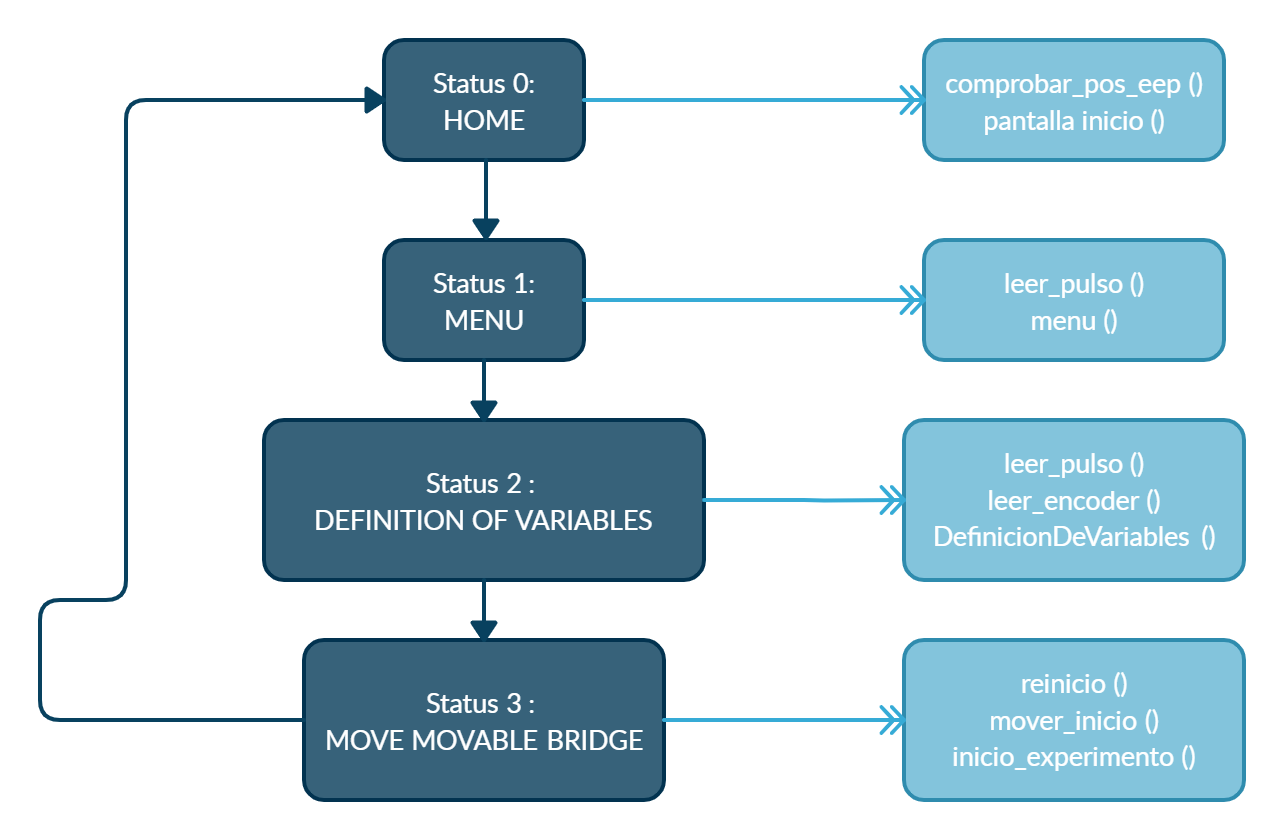 Status 0:
HOME
comprobar_pos_eep ()
pantalla inicio ()
Status 1:
MENU
leer_pulso ()
menu ()
Status 2 :
DEFINITION OF VARIABLES
leer_pulso ()
leer_encoder ()
DefinicionDeVariables ()
Status 3 :
MOVE MOVABLE BRIDGE
reinicio ()
mover_inicio ()
inicio_experimento ()